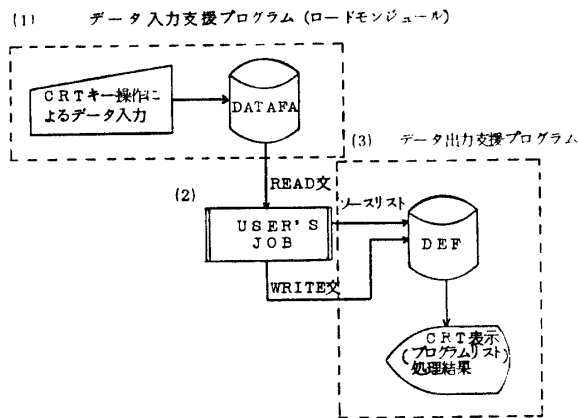 (1) データ入力支援プログラム(ロードモンジュール)
CRTキー操作に
よるデータ入力
DATAFA
(3) データ出力支援プログラム
READ文
(2)
ソースリスト
USER'S
JOB
DEF
WRITE文
CRT表示
(プログラムリスト)
処理結果